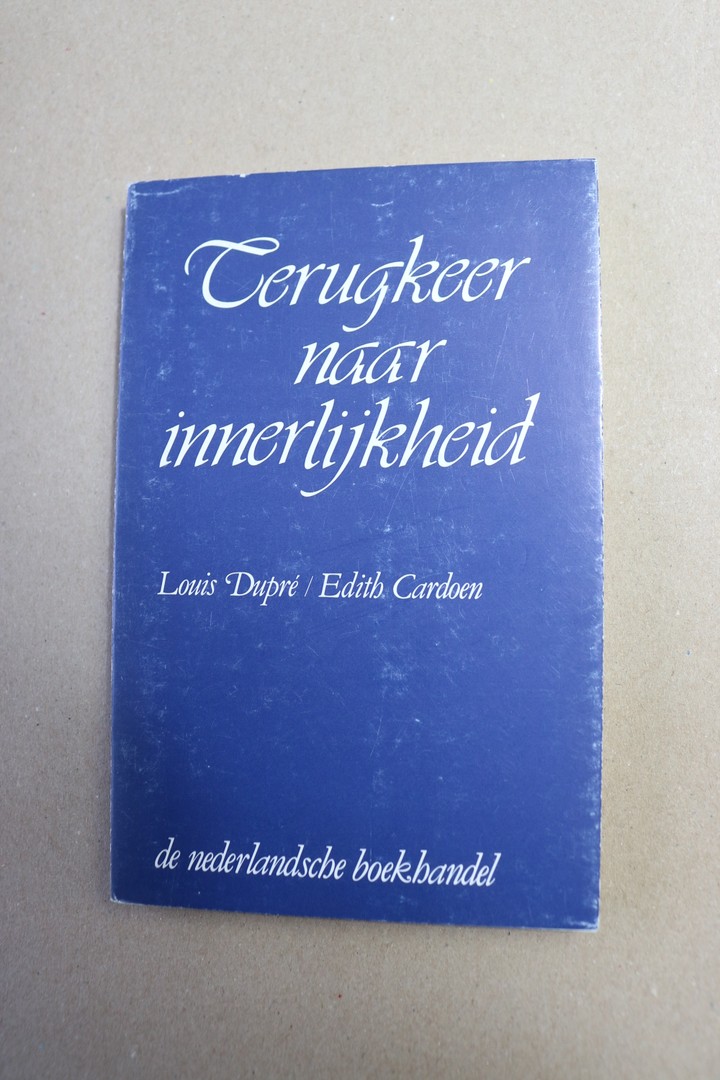 Terugkeer
naar
innerlijkheid
Louis Dupré / Edith Cardoen
de nederlandsche boekhandel